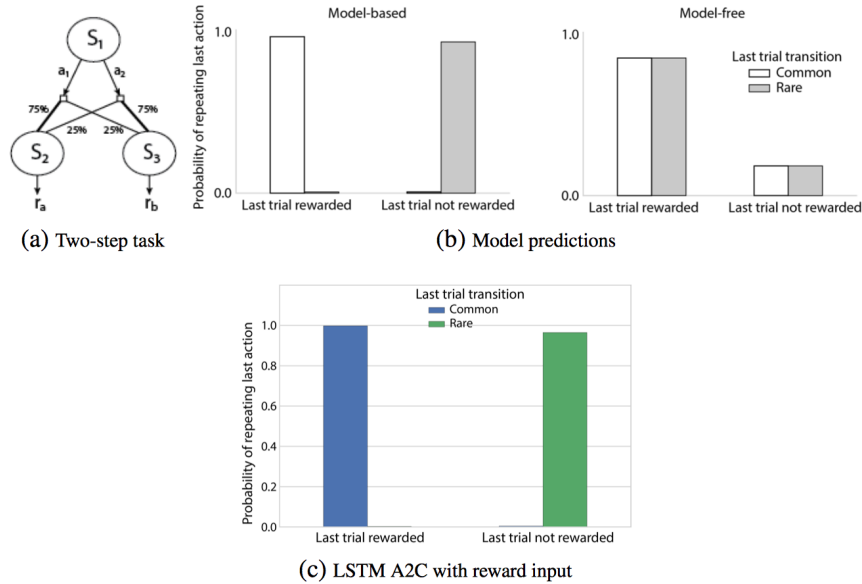 S1
a1 a2
75% 75%
25% 25%
S2 S3
ra rb
(a) Two-step task
Model-based
Probability of repeating last action
1.0
0.0
Last trial rewarded Last trial not rewarded
Model-free
1.0
Last trial transition
Common
Rare
0.0
Last trial rewarded Last trial not rewarded
(b) Model predictions
Last trial transition
Common
Rare
Probability of repeating last action
1.0
0.8
0.6
0.4
0.2
0.0
Last trial rewarded Last trial not rewarded
(c) LSTM A2C with reward input